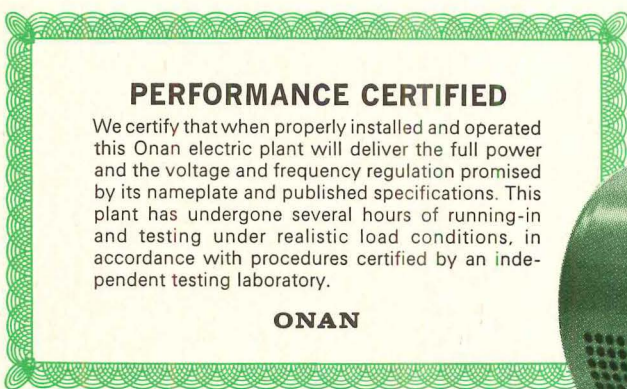 PERFORMANCE CERTIFIED
We certify that when properly installed and operated
this Onan electric plant will deliver the full power
and the voltage and frequency regulation promised
by its nameplate and published specifications. This
plant has undergone several hours of running-in
and testing under realistic load conditions, in
accordance with procedures certified by an inde-
pendent testing laboratory.
ONAN